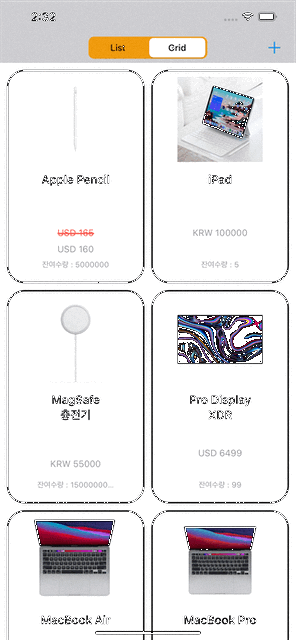 2:02
List
Grid
+
Apple Pencil
USD 165
USD 160
잔여수량 : 5000000
iPad
KRW 100000
잔여수량 : 5
MagSafe
충전기
KRW 55000
잔여수량 : 15000000...
Pro Display
XDR
USD 6499
잔여수량 : 99
MacBook Air
MacBook Pro